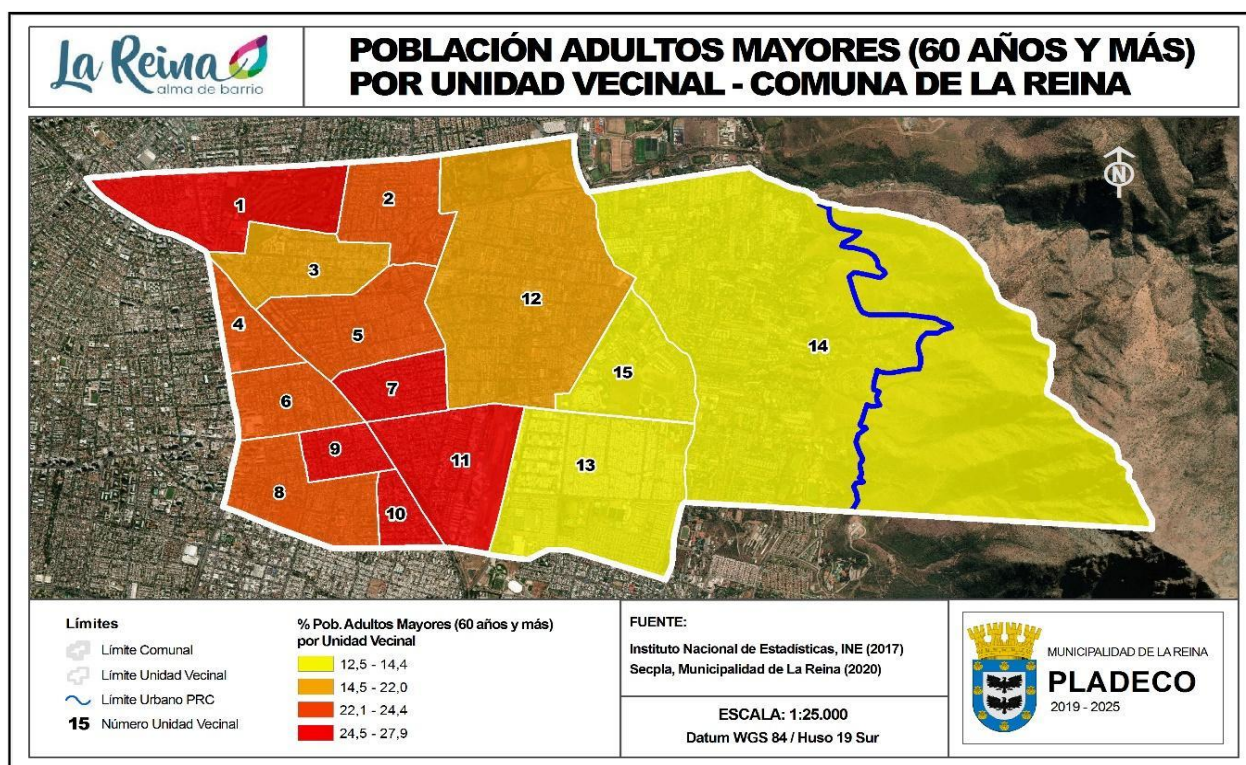 La Reina
alma de barrio
POBLACIÓN ADULTOS MAYORES (60 AÑOS Y MÁS)
POR UNIDAD VECINAL - COMUNA DE LA REINA
N
1
2
3
12
4
5
14
15
7
6
9
11
13
8
10
Límites
Límite Comunal
Límite Unidad Vecinal
Límite Urbano PRC
15 Número Unidad Vecinal
% Pob. Adultos Mayores (60 años y más)
por Unidad Vecinal
12,5 - 14,4
14,5 - 22,0
22,1 - 24,4
24,5 - 27,9
FUENTE:
Instituto Nacional de Estadísticas, INE (2017)
Secpla, Municipalidad de La Reina (2020)
ESCALA: 1:25.000
Datum WGS 84 / Huso 19 Sur
MUNICIPALIDAD DE LA REINA
PLADECO
2019 - 2025